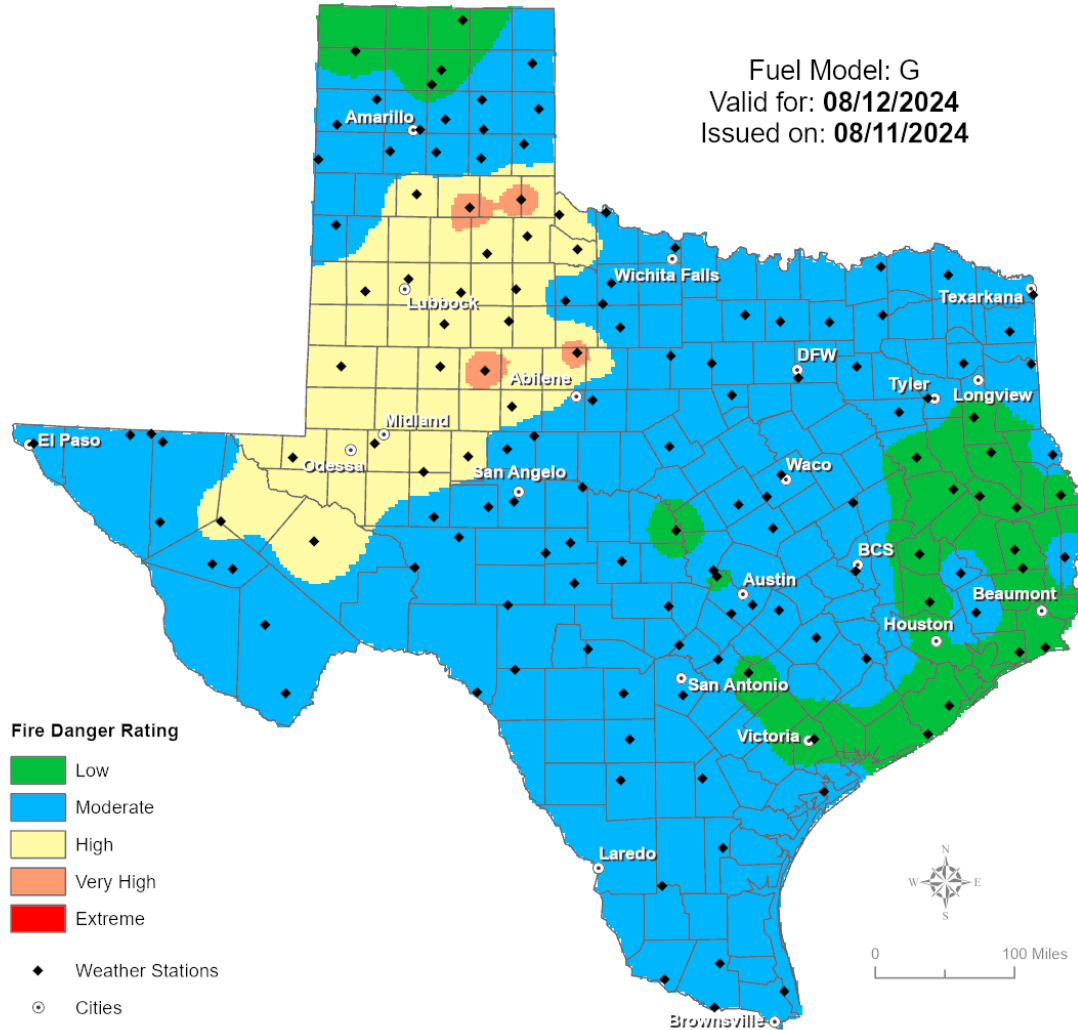 Fuel Model: G
Valid for: 08/12/2024
Issued on: 08/11/2024
Amarillo
Wichita Falls
Lubbock
Texarkana
DFW
Abilene
Tyler
Longview
Midland
El Paso
Odessa
San Angelo
Waco
BCS
Austin
Beaumont
Houston
San Antonio
Victoria
Laredo
Brownsville
Fire Danger Rating
Low
Moderate
High
Very High
Extreme
Weather Stations
Cities
N
W E
S
0 100 Miles